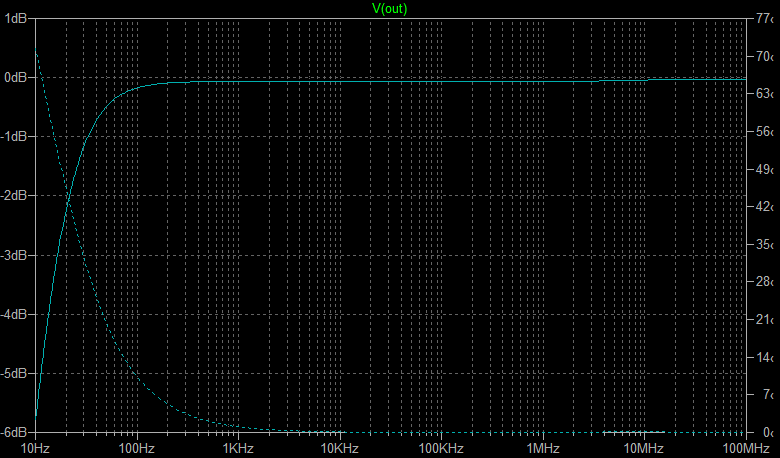 V(out)
1dB
0dB
-1dB
-2dB
-3dB
-4dB
-5dB
-6dB
77
70
63
56
49
42
35
28
21
14
7
0
10Hz 100Hz 1KHz 10KHz 100KHz 1MHz 10MHz 100MHz